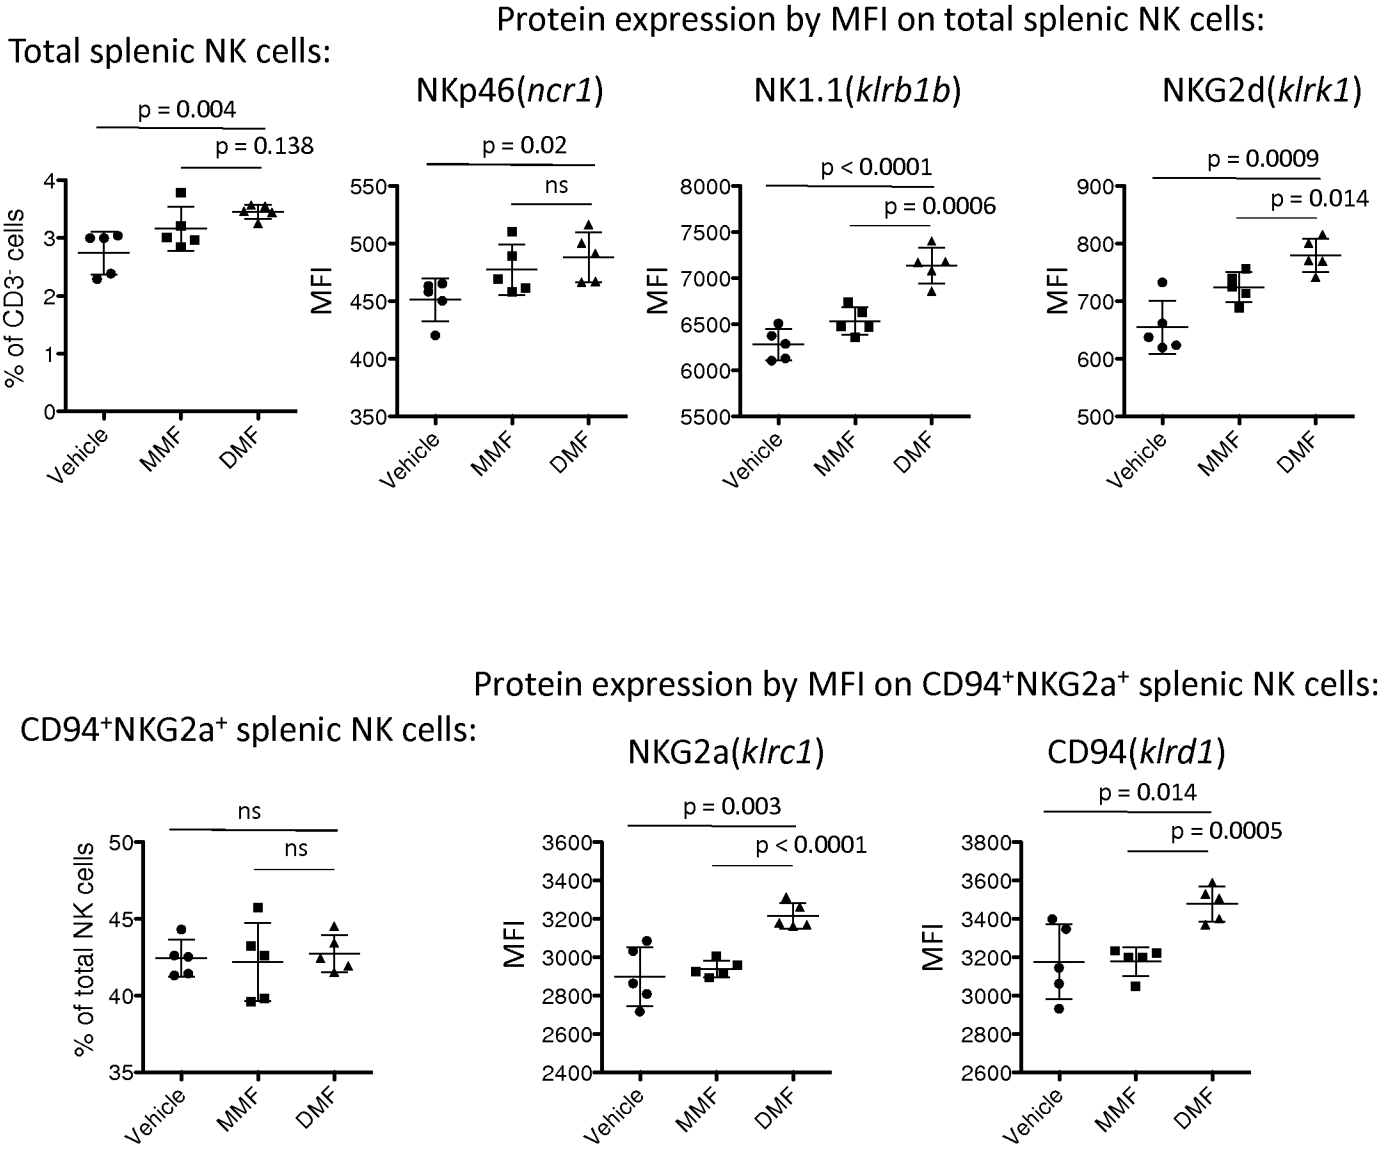 Protein expression by MFI on total splenic NK cells:
Total splenic NK cells:
p = 0.004
p = 0.138
4
3
2
1
0
% of CD3⁻ cells
Vehicle
MMF
DMF
NKp46(ncr1)
p = 0.02
ns
550
500
450
400
350
MFI
Vehicle
MMF
DMF
NK1.1(klrb1b)
p < 0.0001
p = 0.0006
8000
7500
7000
6500
6000
5500
MFI
Vehicle
MMF
DMF
NKG2d(klrk1)
p = 0.0009
p = 0.014
900
800
700
600
500
MFI
Vehicle
MMF
DMF
Protein expression by MFI on CD94⁺NKG2a⁺ splenic NK cells:
CD94⁺NKG2a⁺ splenic NK cells:
ns
ns
50
45
40
35
% of total NK cells
Vehicle
MMF
DMF
NKG2a(klrc1)
p = 0.003
p < 0.0001
3600
3400
3200
3000
2800
2600
2400
MFI
Vehicle
MMF
DMF
CD94(klrd1)
p = 0.014
p = 0.0005
3800
3600
3400
3200
3000
2800
2600
MFI
Vehicle
MMF
DMF